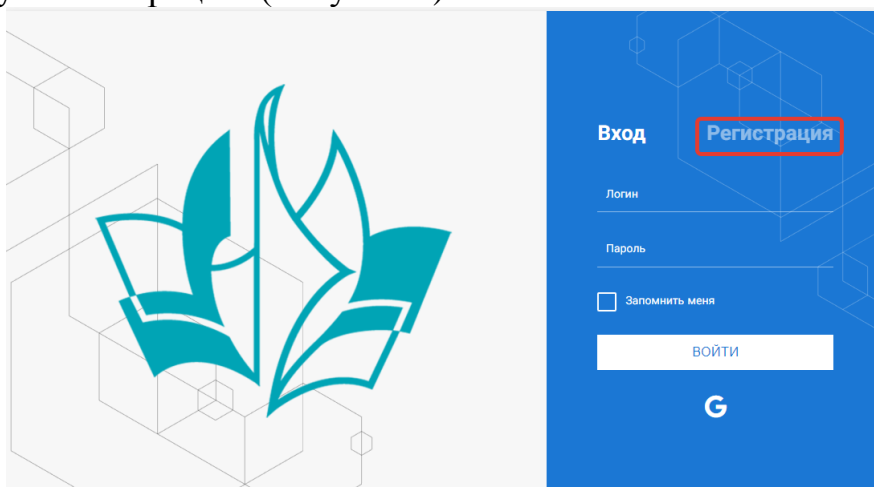 Вход Регистрация
Логин
Пароль
Запомнить меня
ВОЙТИ
G